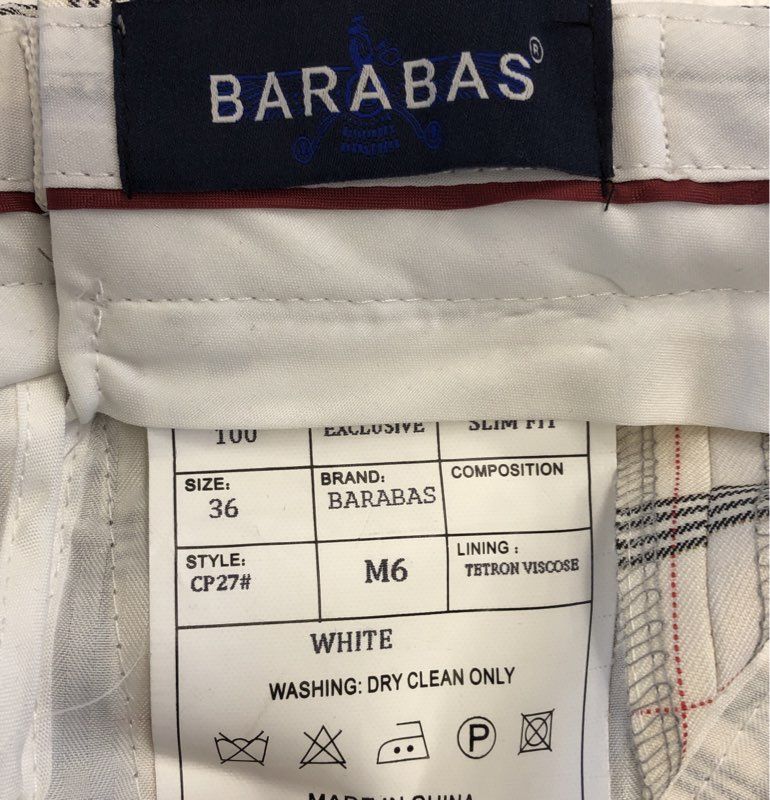 BARABAS®
100 EXCLUSIVE SLIM FIT
SIZE: BRAND: COMPOSITION
36 BARABAS
STYLE: M6 LINING :
CP27# TETRON VISCOSE
WHITE
WASHING: DRY CLEAN ONLY
P
MADE IN CHINA